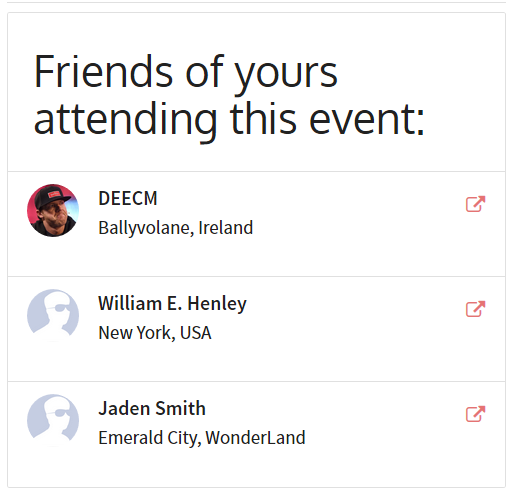 Friends of yours
attending this event:
DEECM
Ballyvolane, Ireland
William E. Henley
New York, USA
Jaden Smith
Emerald City, WonderLand